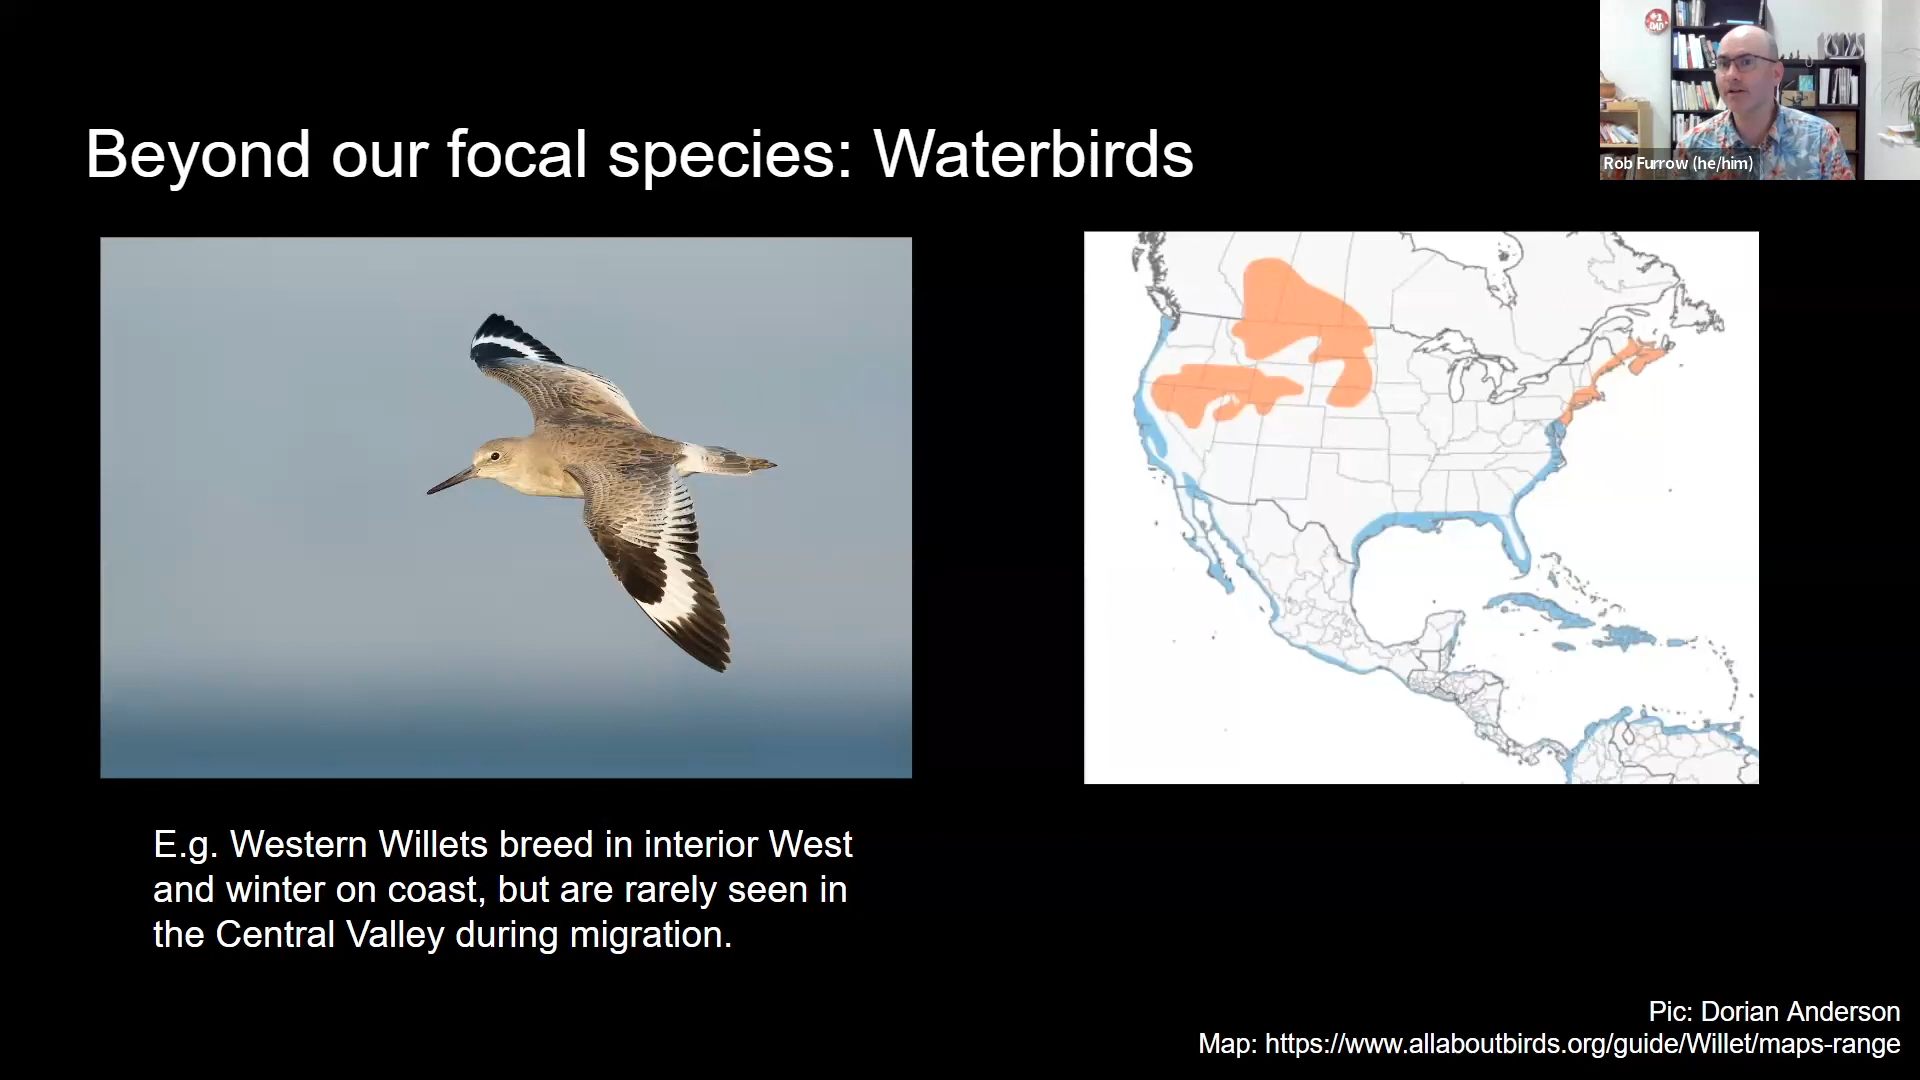 Beyond our focal species: Waterbirds
#1
DAD
Rob Furrow (he/him)
E.g. Western Willets breed in interior West
and winter on coast, but are rarely seen in
the Central Valley during migration.
Pic: Dorian Anderson
Map: https://www.allaboutbirds.org/guide/Willet/maps-range